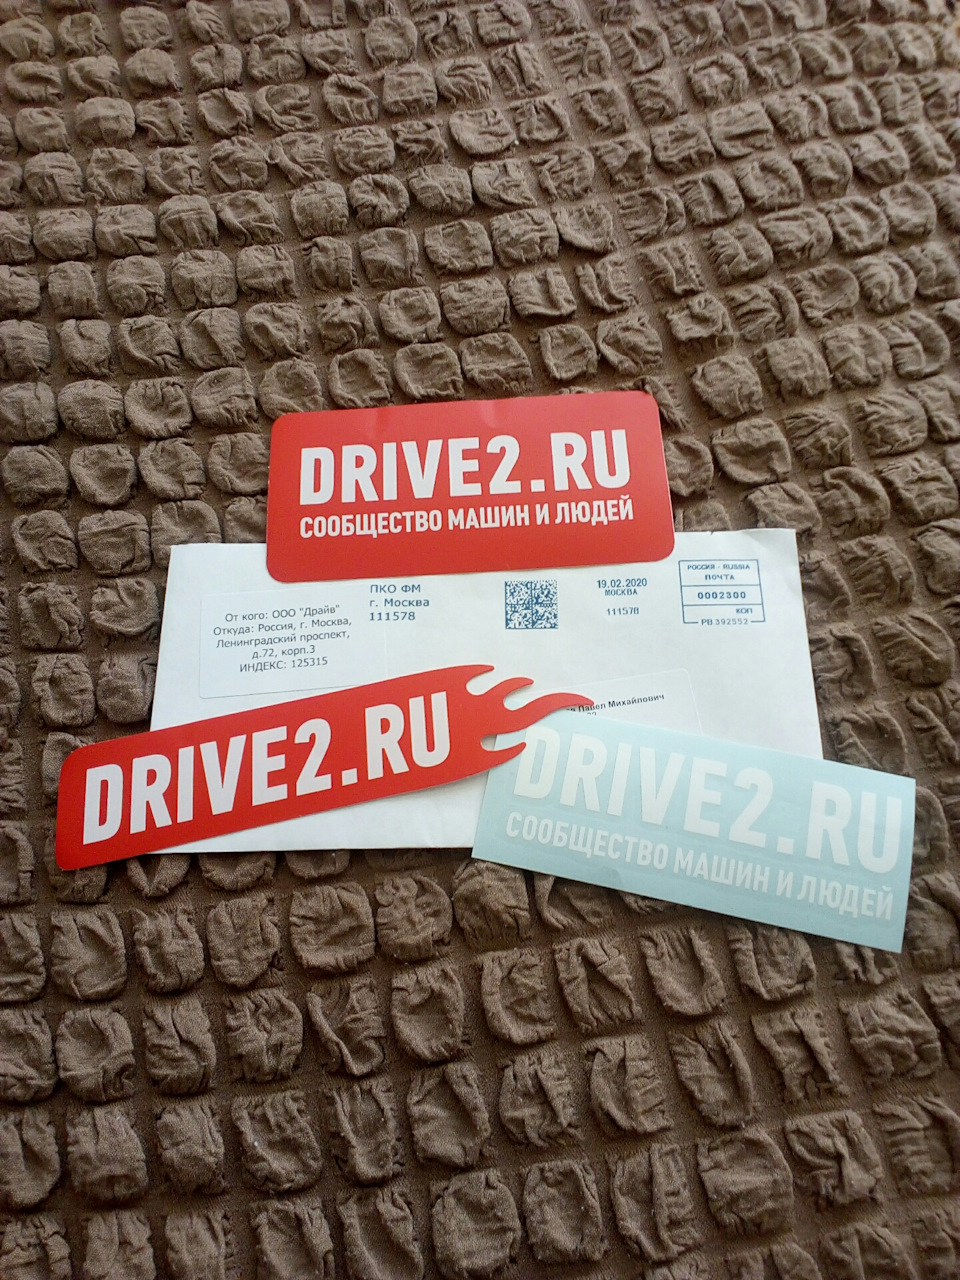 DRIVE2.RU
СООБЩЕСТВО МАШИН И ЛЮДЕЙ
От кого: ООО "Драйв"
Откуда: Россия, г. Москва,
Ленинградский проспект,
д.72, корп.3
ИНДЕКС: 125315
ПКО ФМ
г. Москва
111578
19.02.2020
МОСКВА
111578
РОССИЯ - RUSSIA
ПОЧТА
0002300
КОП
РВ 392552
Павел Михайлович
DRIVE2.RU
DRIVE2.RU
СООБЩЕСТВО МАШИН И ЛЮДЕЙ